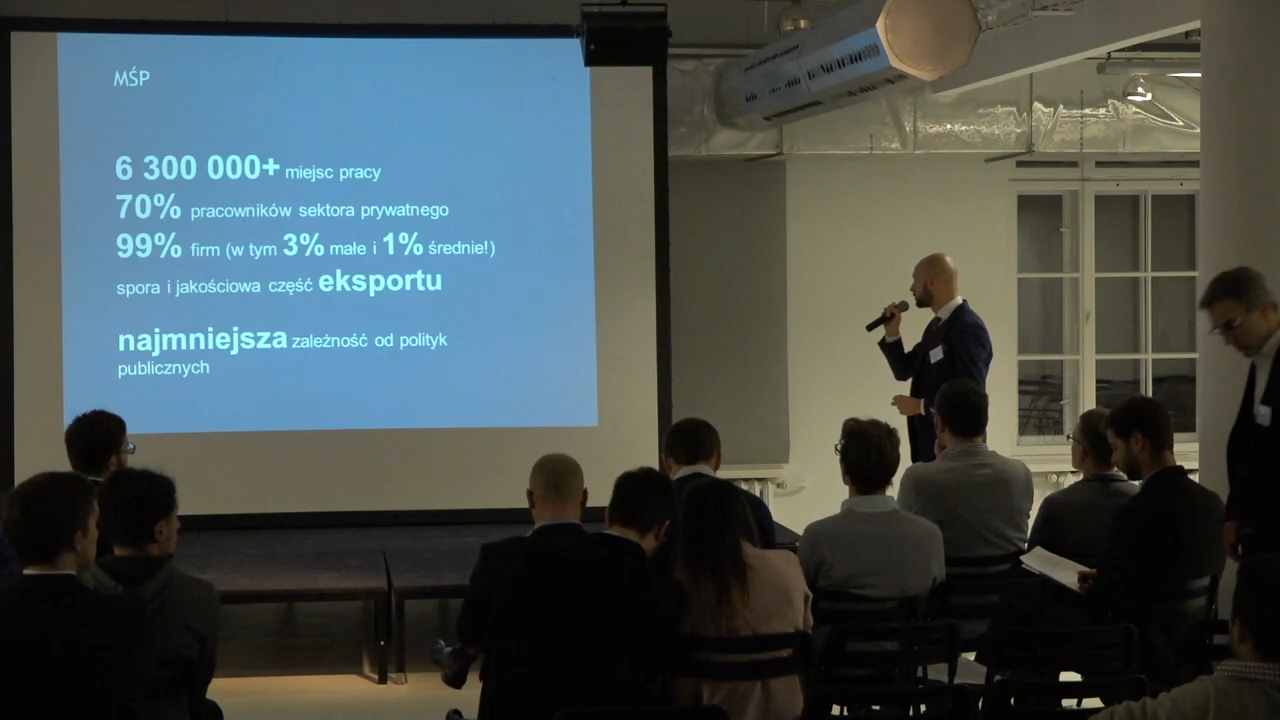 MŚP
6 300 000+ miejsc pracy
70% pracowników sektora prywatnego
99% firm (w tym 3% małe i 1% średnie!)
spora i jakościowa część eksportu
najmniejsza zależność od polityk
publicznych